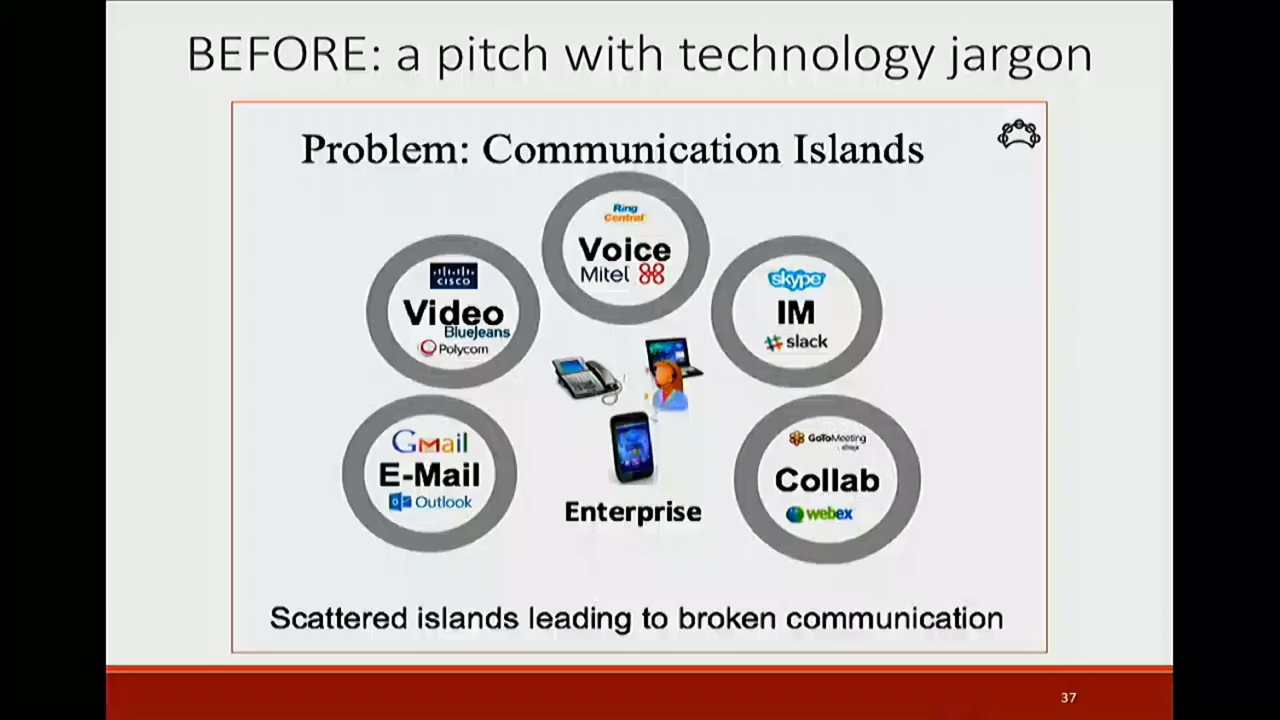 BEFORE: a pitch with technology jargon
Problem: Communication Islands
Ring
Central
Voice
Mitel
CISCO
Video
BlueJeans
Polycom
skype
IM
slack
Gmail
E-Mail
Outlook
Enterprise
GoToMeeting
citrix
Collab
webex
Scattered islands leading to broken communication
37